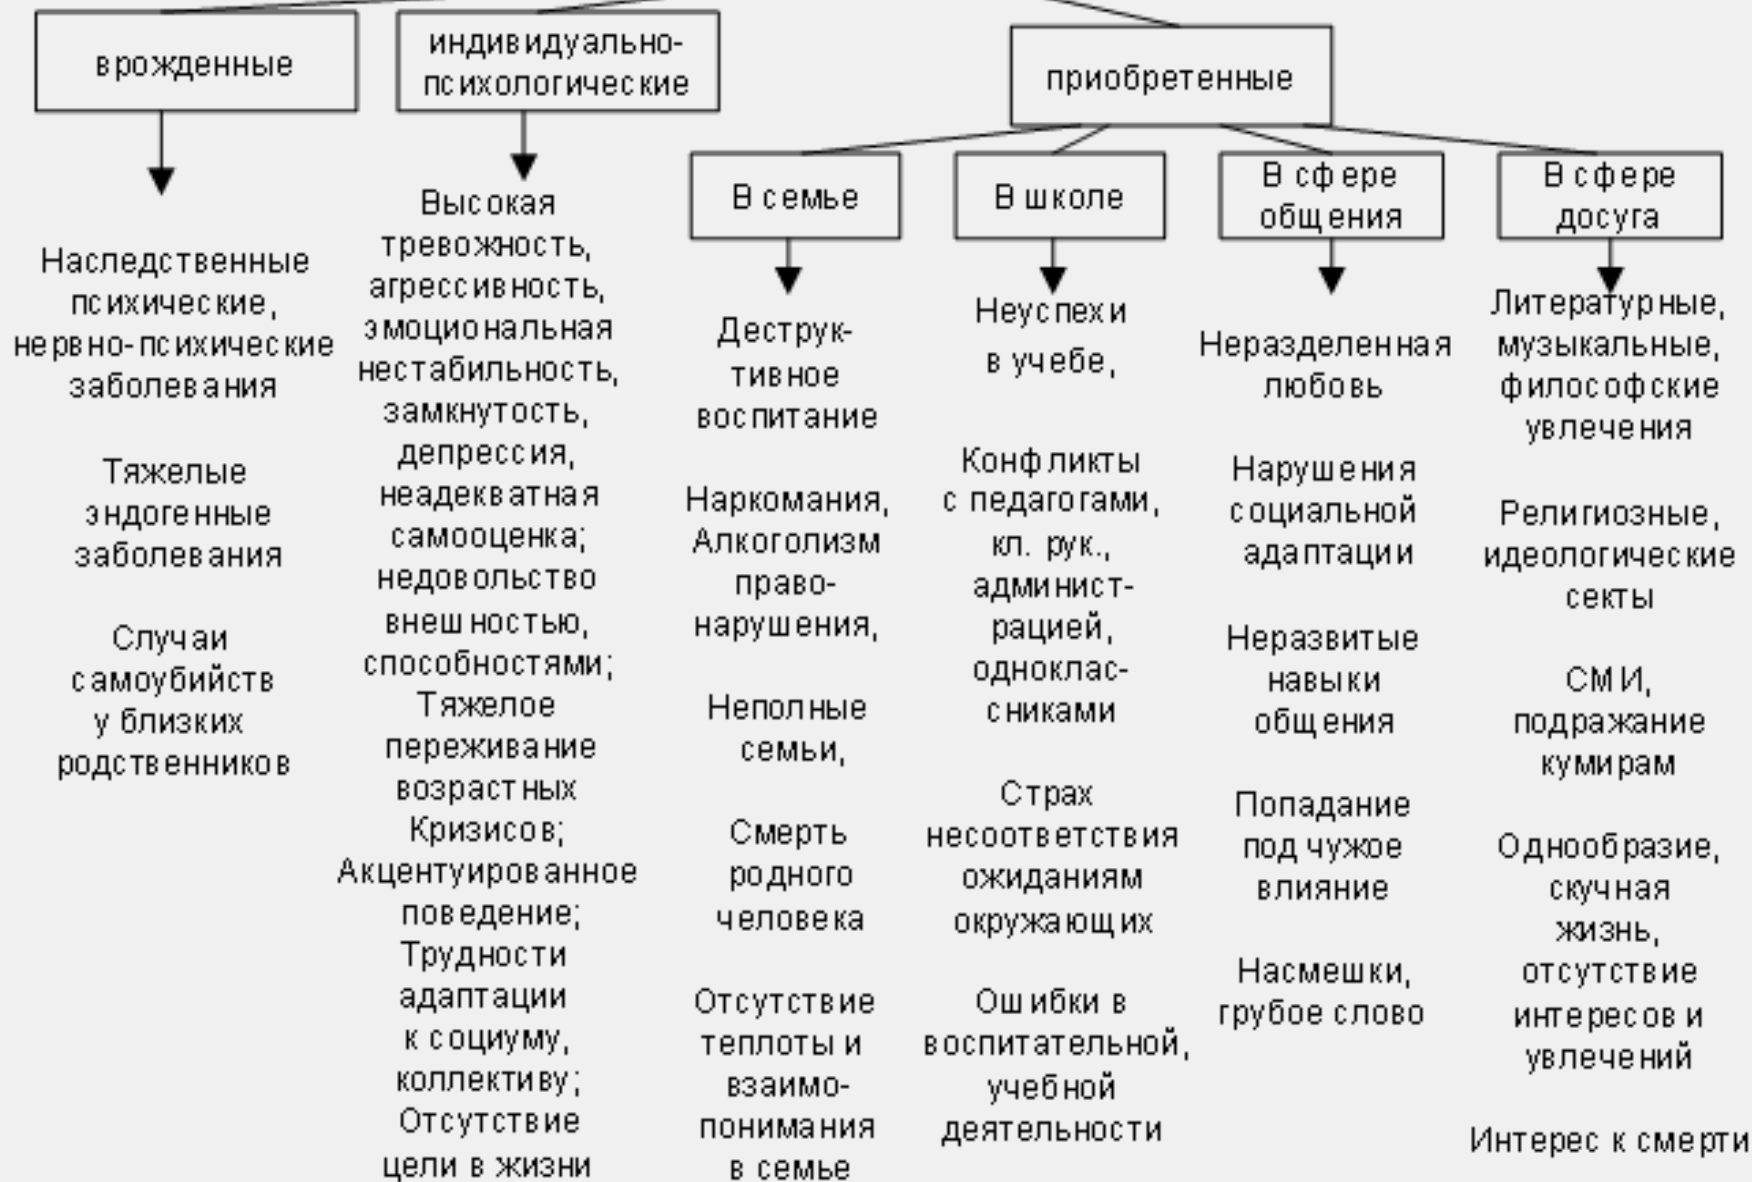 врожденные
индивидуально-
психологические
приобретенные
В семье
В школе
В сфере
общения
В сфере
досуга
Наследственные
психические,
нервно-психические
заболевания
Тяжелые
эндогенные
заболевания
Случаи
самоубийств
у близких
родственников
Высокая
тревожность,
агрессивность,
эмоциональная
нестабильность,
замкнутость,
депрессия,
неадекватная
самооценка;
недовольство
внешностью,
способностями;
Тяжелое
переживание
возрастных
Кризисов;
Акцентуированное
поведение;
Трудности
адаптации
к социуму,
коллективу;
Отсутствие
цели в жизни
Деструк-
тивное
воспитание
Наркомания,
Алкоголизм
право-
нарушения,
Неполные
семьи,
Смерть
родного
человека
Отсутствие
теплоты и
взаимо-
понимания
в семье
Неуспехи
в учебе,
Конфликты
с педагогами,
кл. рук.,
админист-
рацией,
одноклас-
сниками
Страх
несоответствия
ожиданиям
окружающих
Ошибки в
воспитательной,
учебной
деятельности
Неразделенная
любовь
Нарушения
социальной
адаптации
Неразвитые
навыки
общения
Попадание
под чужое
влияние
Насмешки,
грубое слово
Литературные,
музыкальные,
философские
увлечения
Религиозные,
идеологические
секты
СМИ,
подражание
кумирам
Однообразие,
скучная
жизнь,
отсутствие
интересов и
увлечений
Интерес к смерти